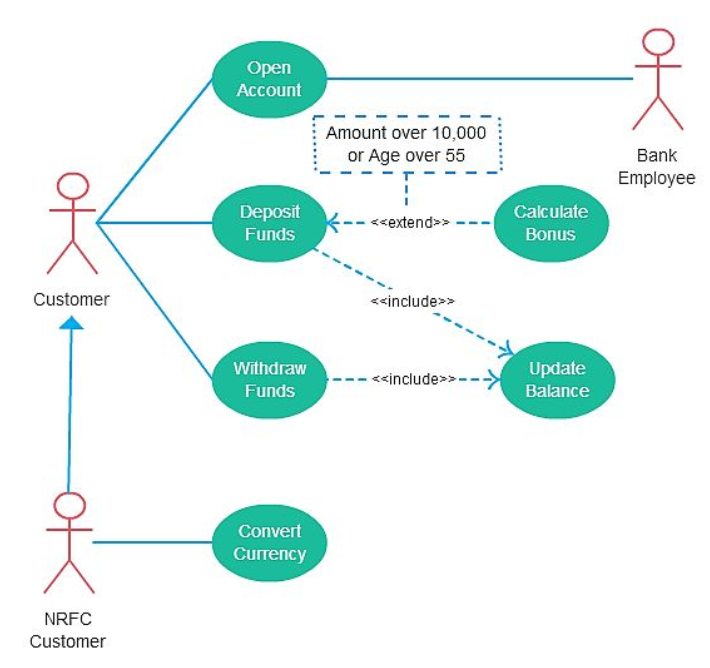 Open
Account
Amount over 10,000
or Age over 55
Bank
Employee
Deposit
Funds
<<extend>>
Calculate
Bonus
Customer
<<include>>
Withdraw
Funds
<<include>>
Update
Balance
Convert
Currency
NRFC
Customer